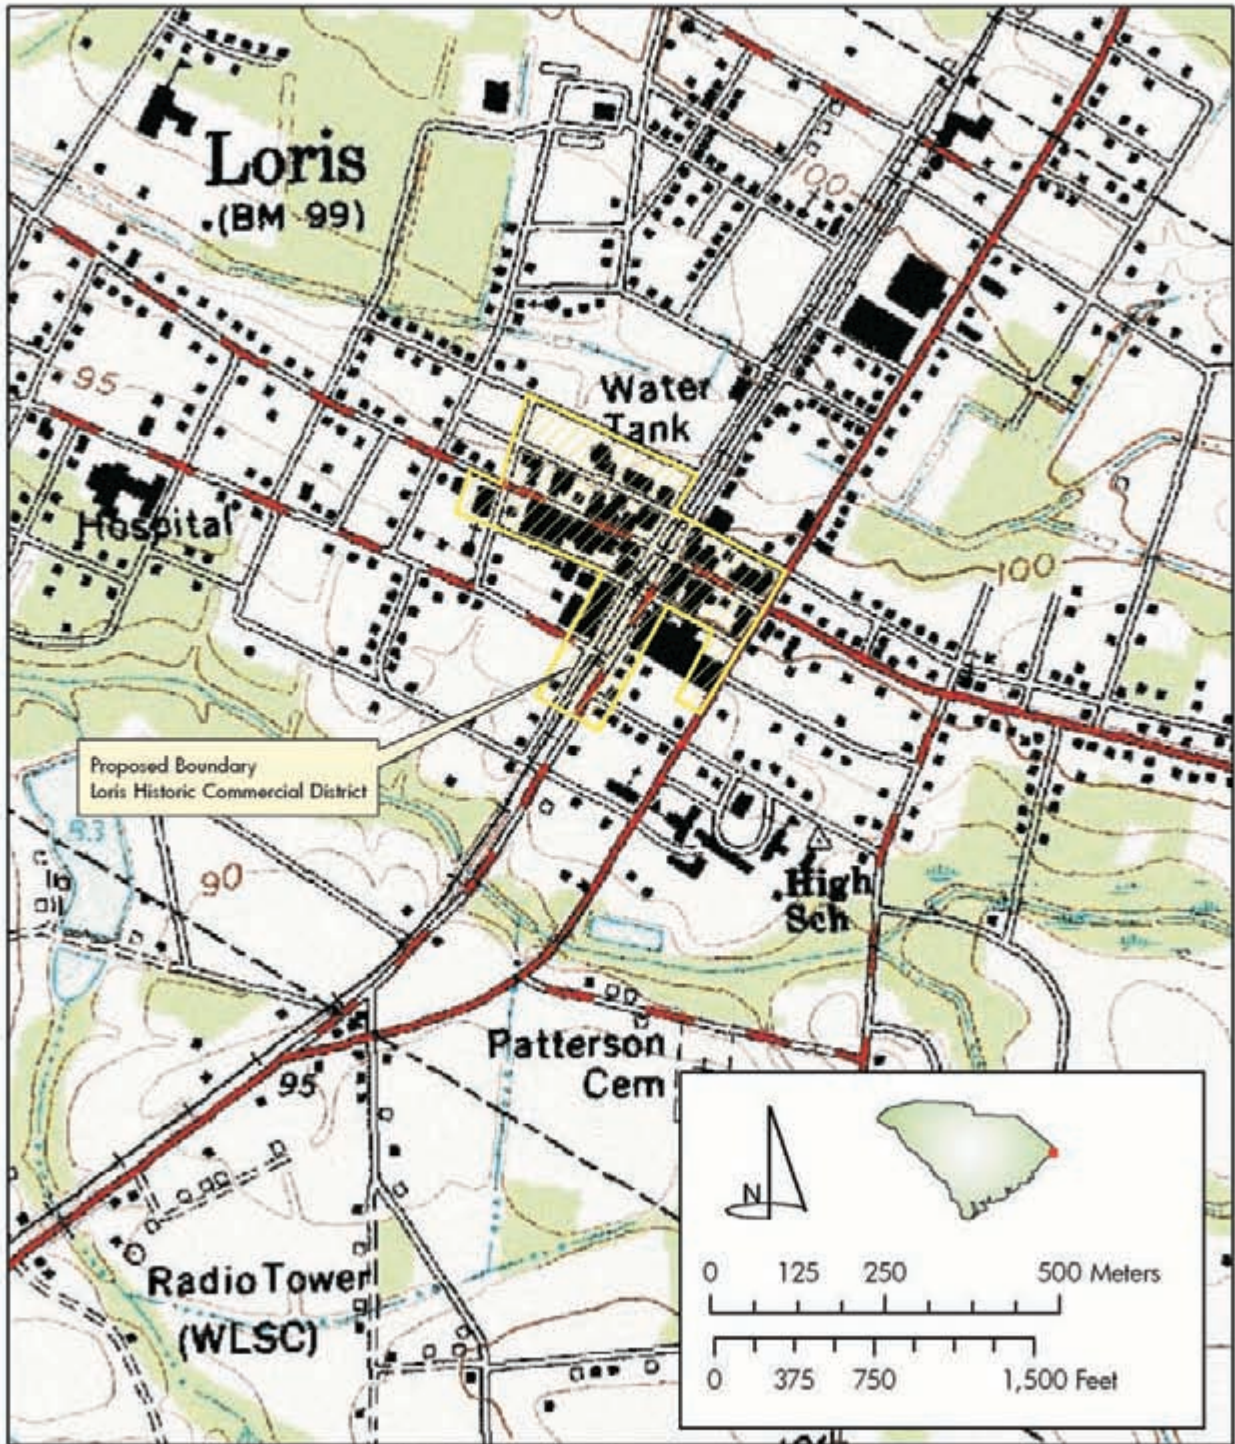 Loris
(BM 99)
100
95
Water
Tank
Hospital
100
Proposed Boundary
Loris Historic Commercial District
83
90
High
Sch
Patterson
Cem
95
Radio Tower
(WLSC)
N
0 125 250 500 Meters
0 375 750 1,500 Feet